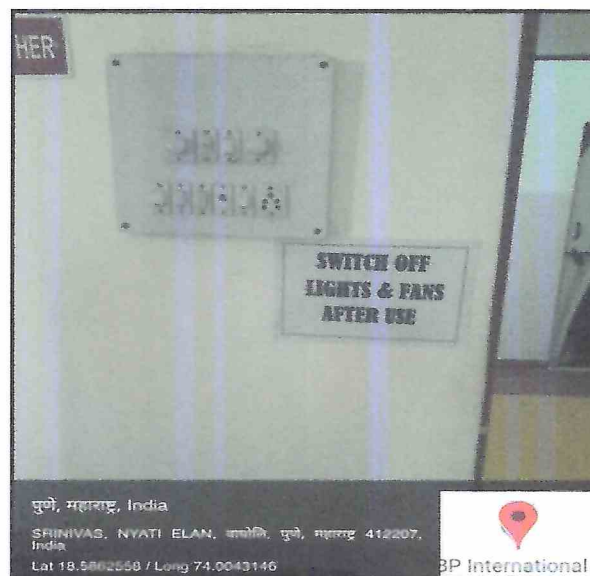 HER
SWITCH OFF
LIGHTS & FANS
AFTER USE
पुणे, महाराष्ट्र, India
SRINIVAS, NYATI ELAN, वाघोलि, पुणे, महाराष्ट्र 412207,
India
Lat 18.5862558 / Long 74.0043146
BP International